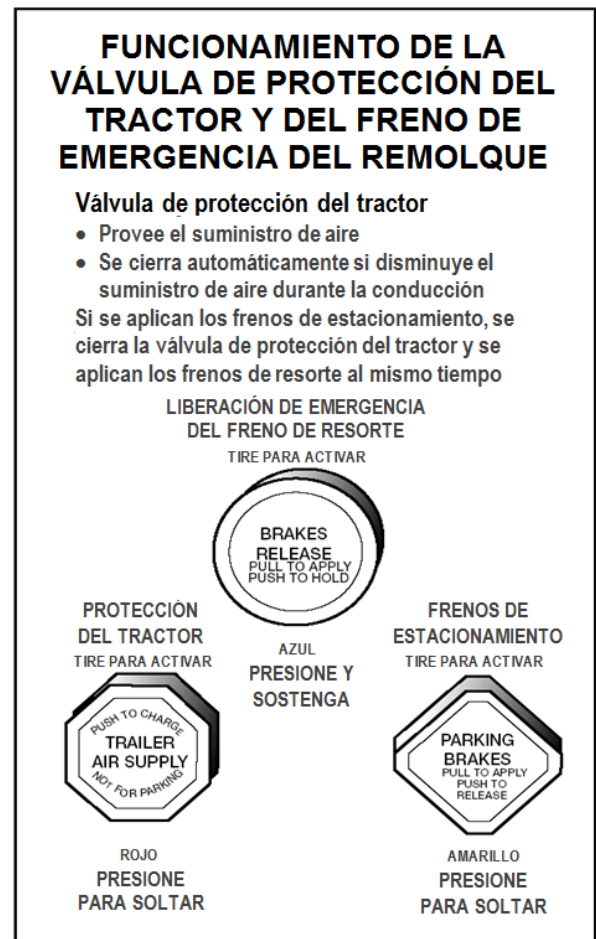 FUNCIONAMIENTO DE LA
VÁLVULA DE PROTECCIÓN DEL
TRACTOR Y DEL FRENO DE
EMERGENCIA DEL REMOLQUE
Válvula de protección del tractor
• Provee el suministro de aire
• Se cierra automáticamente si disminuye el
suministro de aire durante la conducción
Si se aplican los frenos de estacionamiento, se
cierra la válvula de protección del tractor y se
aplican los frenos de resorte al mismo tiempo
LIBERACIÓN DE EMERGENCIA
DEL FRENO DE RESORTE
TIRE PARA ACTIVAR
BRAKES
RELEASE
PULL TO APPLY
PUSH TO HOLD
AZUL
PRESIONE Y
SOSTENGA
PROTECCIÓN
DEL TRACTOR
TIRE PARA ACTIVAR
PUSH TO CHARGE
TRAILER
AIR SUPPLY
NOT FOR PARKING
ROJO
PRESIONE
PARA SOLTAR
FRENOS DE
ESTACIONAMIENTO
TIRE PARA ACTIVAR
PARKING
BRAKES
PULL TO APPLY
PUSH TO
RELEASE
AMARILLO
PRESIONE
PARA SOLTAR